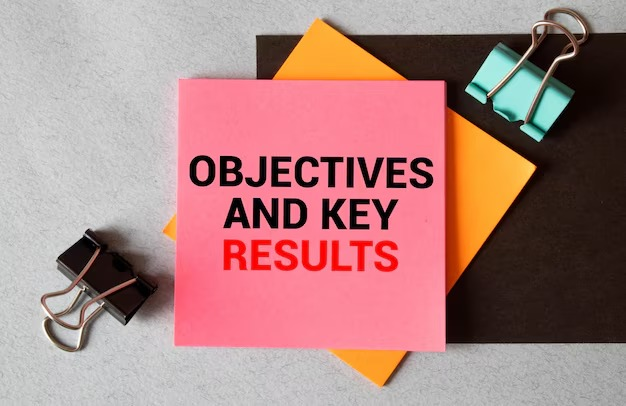 OBJECTIVES
AND KEY
RESULTS